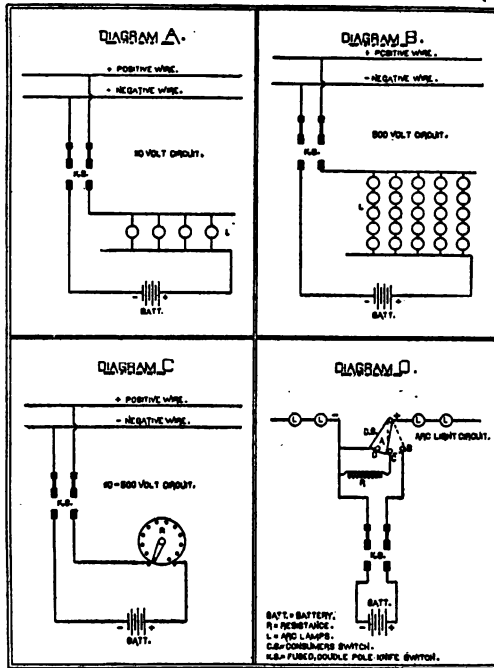 DIAGRAM A.
+ POSITIVE WIRE.
- NEGATIVE WIRE.
110 VOLT CIRCUIT.
K.S.
L
- +
BATT.
DIAGRAM B.
+ POSITIVE WIRE.
- NEGATIVE WIRE.
500 VOLT CIRCUIT.
K.S.
L
- +
BATT.
DIAGRAM C
+ POSITIVE WIRE.
- NEGATIVE WIRE.
110-500 VOLT CIRCUIT.
K.S.
R
- +
BATT.
DIAGRAM D.
L L - + L L
D.S.
ARC LIGHT CIRCUIT.
A
D C B
R
K.S.
BATT.
- +
BATT.= BATTERY.
R = RESISTANCE.
L = ARC LAMPS.
C.S.= CONSUMERS SWITCH.
K.S.= FUSED, DOUBLE POLE KNIFE SWITCH.